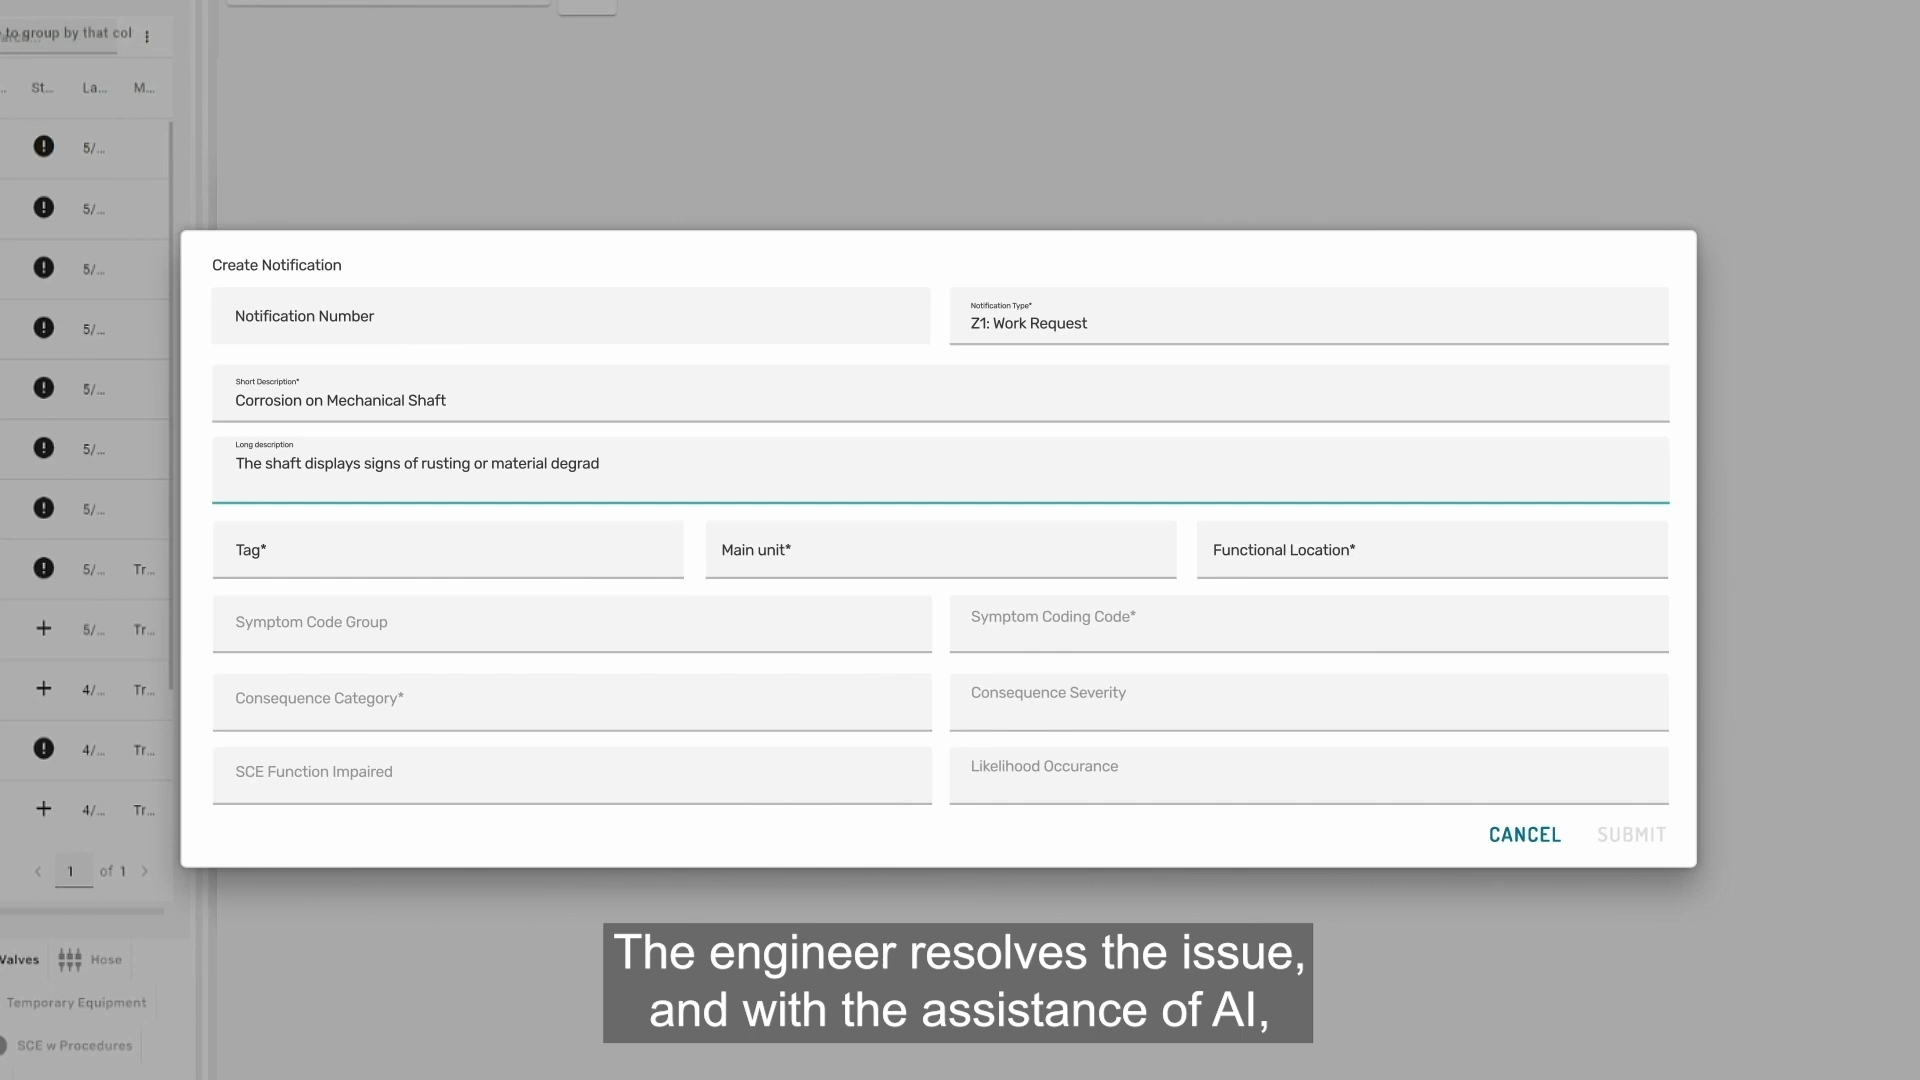 to group by that col
St...
La...
M...
5/...
5/...
5/...
5/...
5/...
5/...
5/...
5/... Tr...
5/... Tr...
4/... Tr...
4/... Tr...
4/... Tr...
1 of 1
Valves Hose
Temporary Equipment
SCE w Procedures
Create Notification
Notification Number
Notification Type*
Z1: Work Request
Short Description*
Corrosion on Mechanical Shaft
Long description
The shaft displays signs of rusting or material degrad
Tag*
Main unit*
Functional Location*
Symptom Code Group
Symptom Coding Code*
Consequence Category*
Consequence Severity
SCE Function Impaired
Likelihood Occurance
CANCEL SUBMIT
The engineer resolves the issue,
and with the assistance of AI,